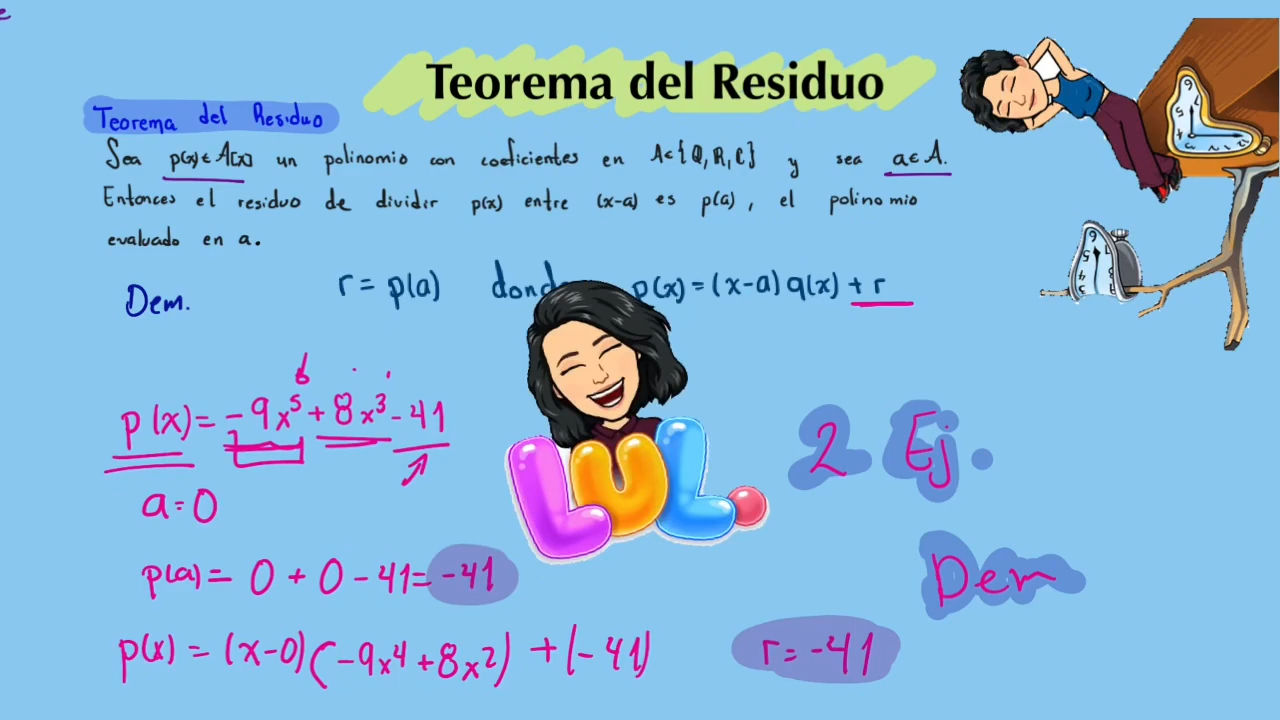 Teorema del Residuo
Teorema del Residuo
Sea p(x) ∈ A[x] un polinomio con coeficientes en A ∈ {Q, R, C} y sea a ∈ A.
Entonces el residuo de dividir p(x) entre (x-a) es p(a), el polinomio
evaluado en a.
Dem.
r = p(a) p(x) = (x-a) q(x) + r
p(x) = -9x⁵ + 8x³ - 41
a = 0
p(a) = 0 + 0 - 41 = -41
p(x) = (x-0)(-9x⁴ + 8x²) + (-41)
r = -41
LUL.
2 Ej.
Dem